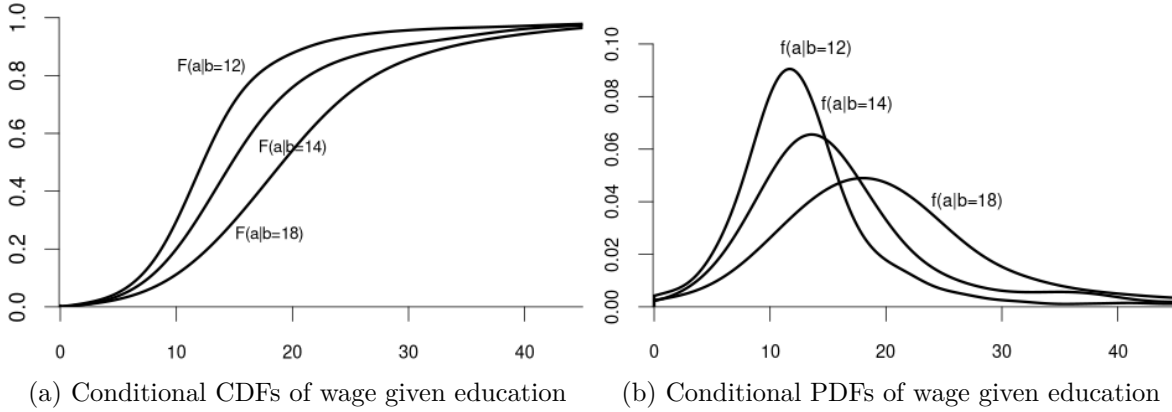 1.0
0.8
0.6
0.4
0.2
0.0
F(a|b=12)
F(a|b=14)
F(a|b=18)
0 10 20 30 40
(a) Conditional CDFs of wage given education
0.10
0.08
0.06
0.04
0.02
0.00
f(a|b=12)
f(a|b=14)
f(a|b=18)
0 10 20 30 40
(b) Conditional PDFs of wage given education